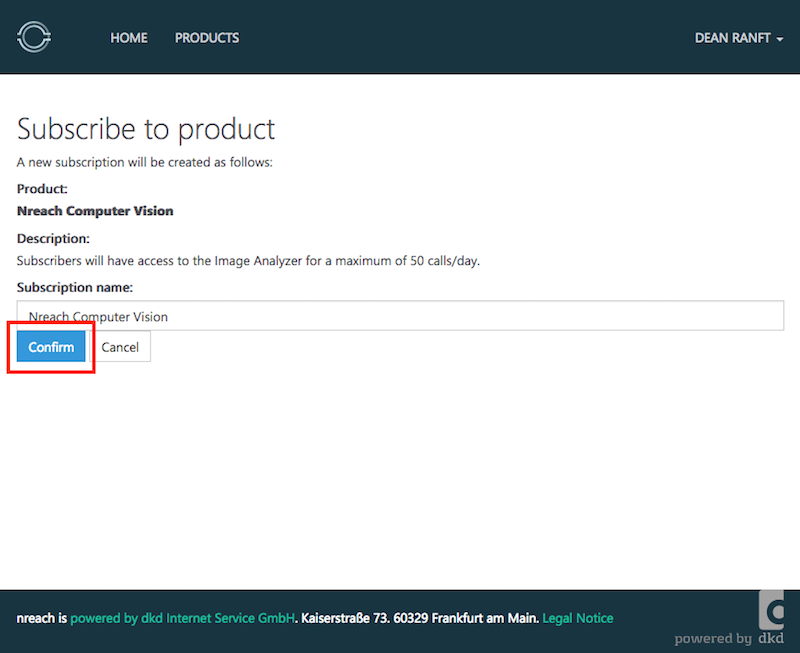 HOME PRODUCTS DEAN RANFT
Subscribe to product
A new subscription will be created as follows:
Product:
Nreach Computer Vision
Description:
Subscribers will have access to the Image Analyzer for a maximum of 50 calls/day.
Subscription name:
Nreach Computer Vision
Confirm Cancel
nreach is powered by dkd Internet Service GmbH. Kaiserstraße 73. 60329 Frankfurt am Main. Legal Notice
powered by dkd